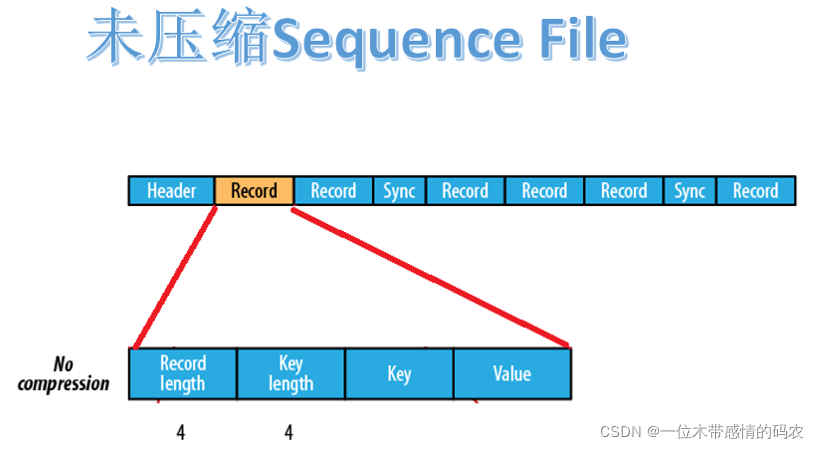 未压缩Sequence File
Header Record Record Sync Record Record Record Sync Record
No
compression
Record
length
Key
length
Key
Value
4 4
CSDN @一位木带感情的码农